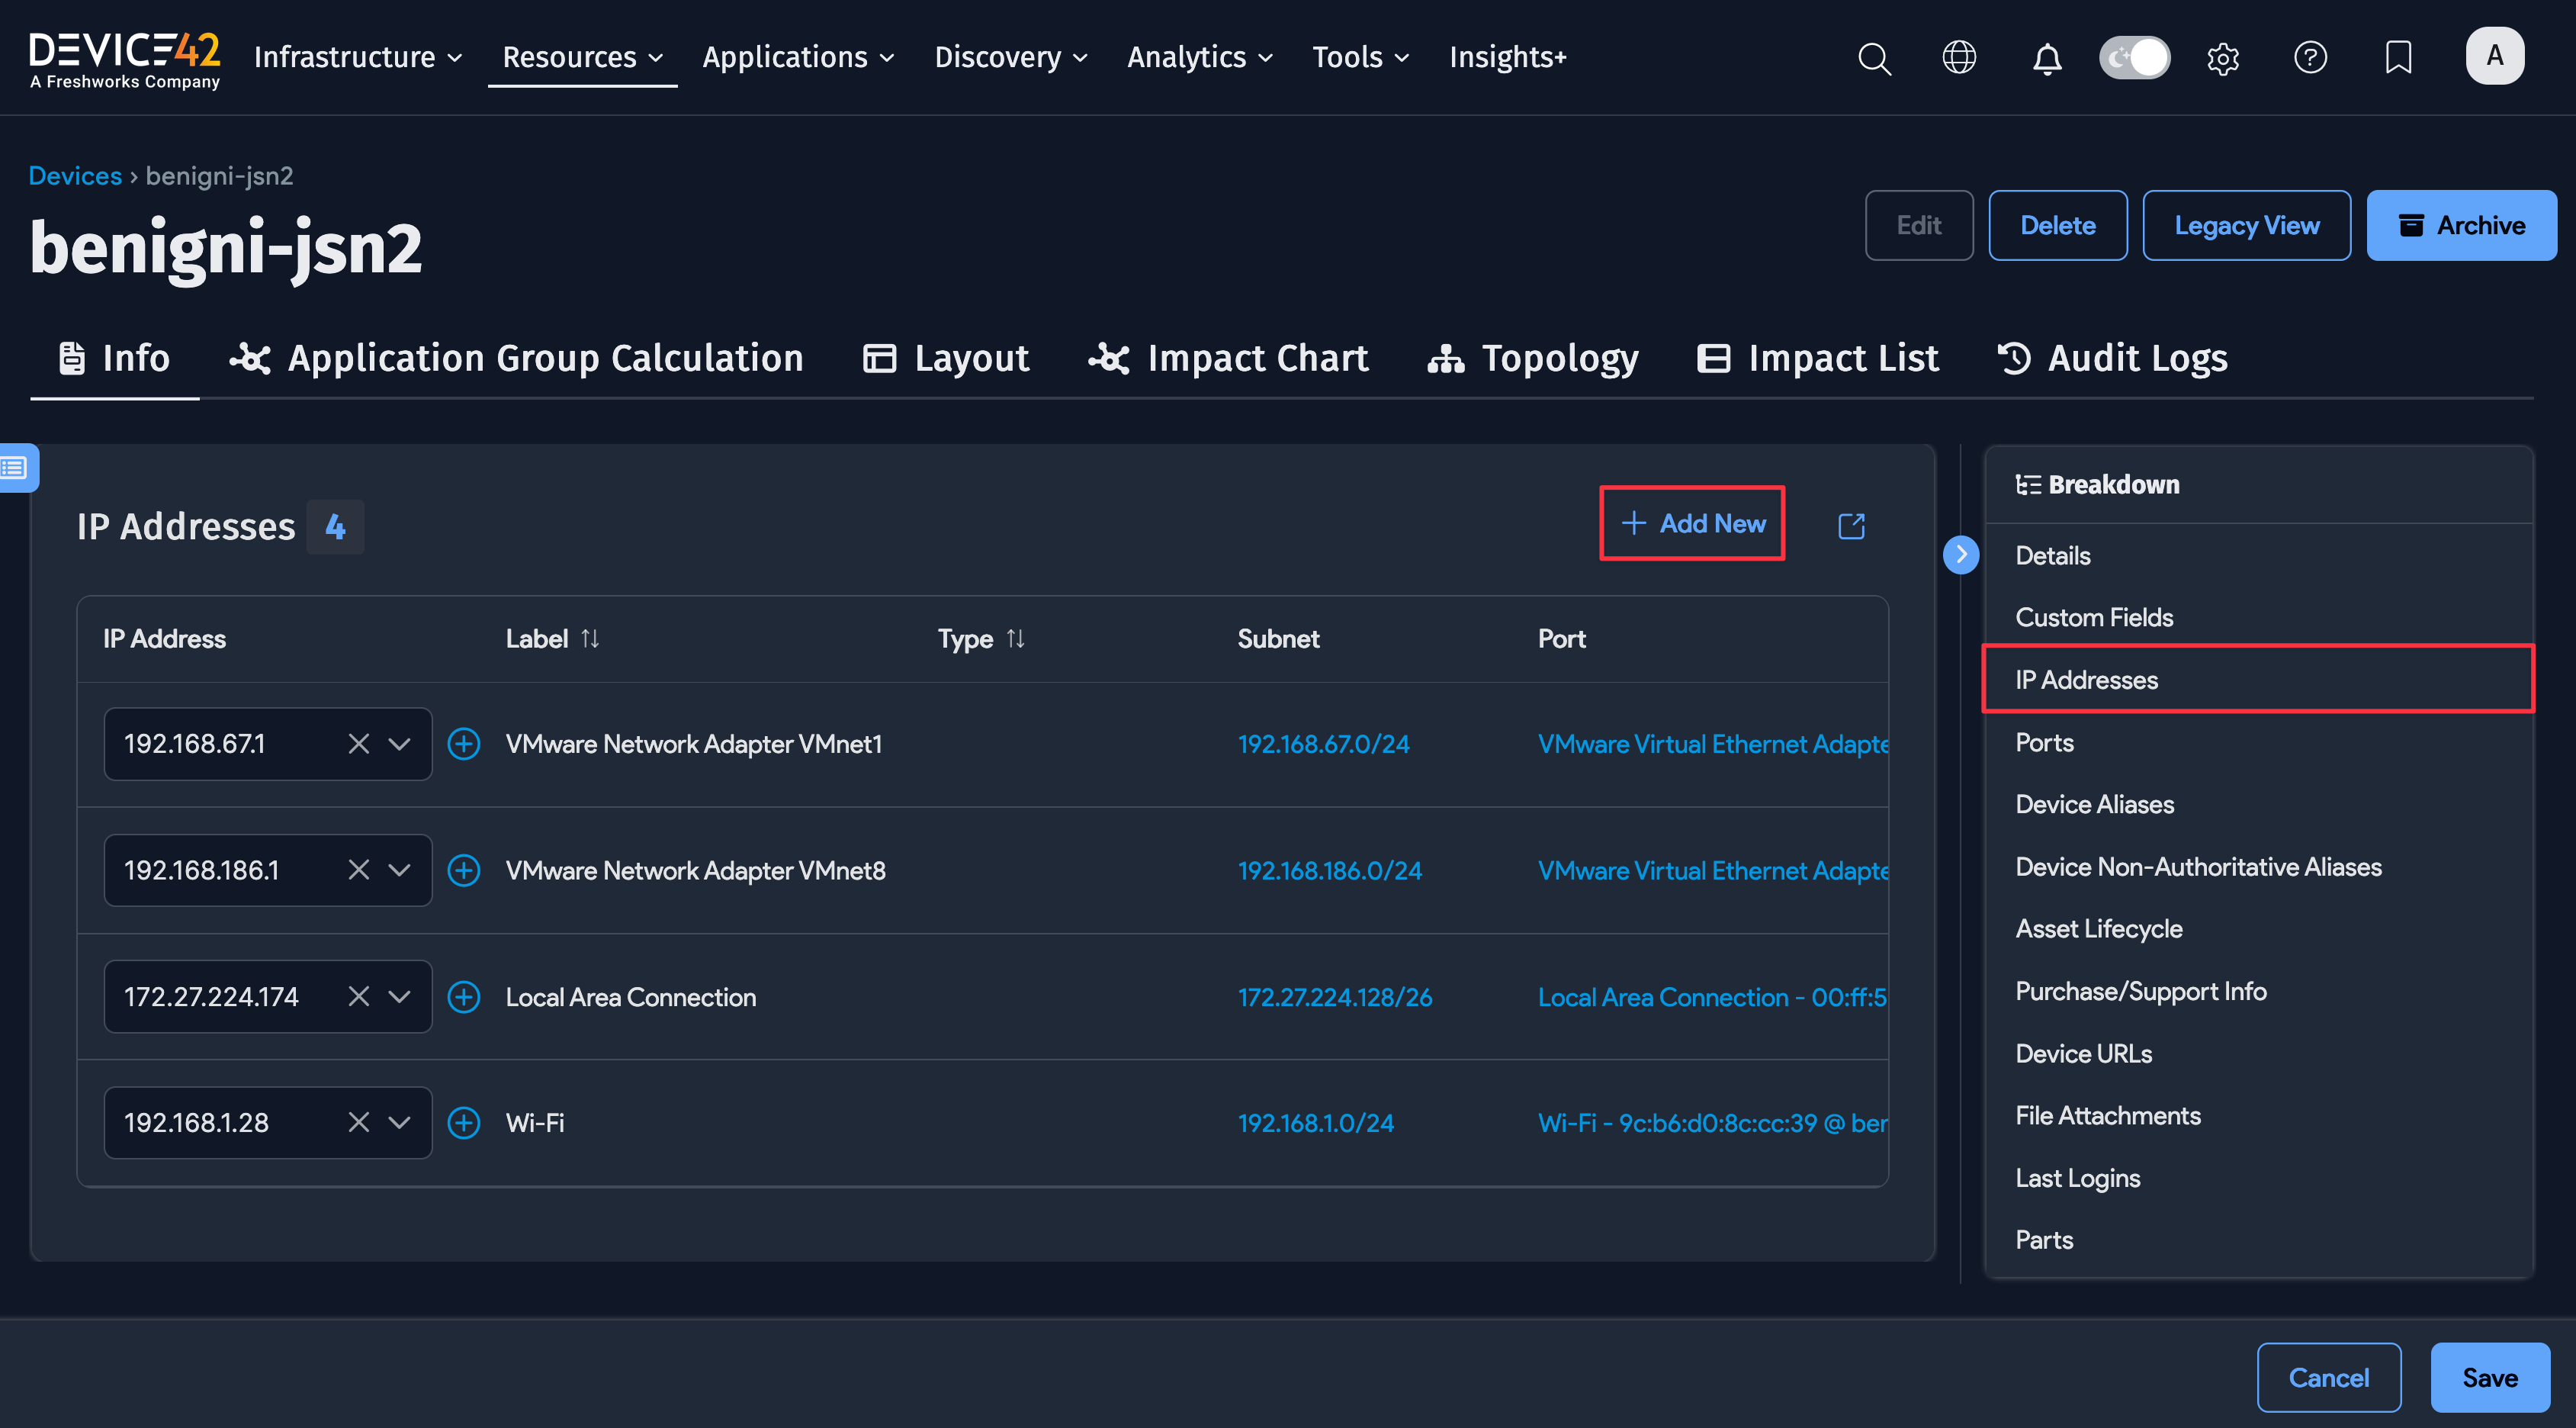 DEVICE42
A Freshworks Company
Infrastructure
Resources
Applications
Discovery
Analytics
Tools
Insights+
A
Devices › benigni-jsn2
benigni-jsn2
Edit
Delete
Legacy View
Archive
Info
Application Group Calculation
Layout
Impact Chart
Topology
Impact List
Audit Logs
IP Addresses 4
+ Add New
IP Address Label Type Subnet Port
192.168.67.1 VMware Network Adapter VMnet1 192.168.67.0/24 VMware Virtual Ethernet Adapte
192.168.186.1 VMware Network Adapter VMnet8 192.168.186.0/24 VMware Virtual Ethernet Adapte
172.27.224.174 Local Area Connection 172.27.224.128/26 Local Area Connection - 00:ff:5
192.168.1.28 Wi-Fi 192.168.1.0/24 Wi-Fi - 9c:b6:d0:8c:cc:39 @ ber
Breakdown
Details
Custom Fields
IP Addresses
Ports
Device Aliases
Device Non-Authoritative Aliases
Asset Lifecycle
Purchase/Support Info
Device URLs
File Attachments
Last Logins
Parts
Cancel
Save